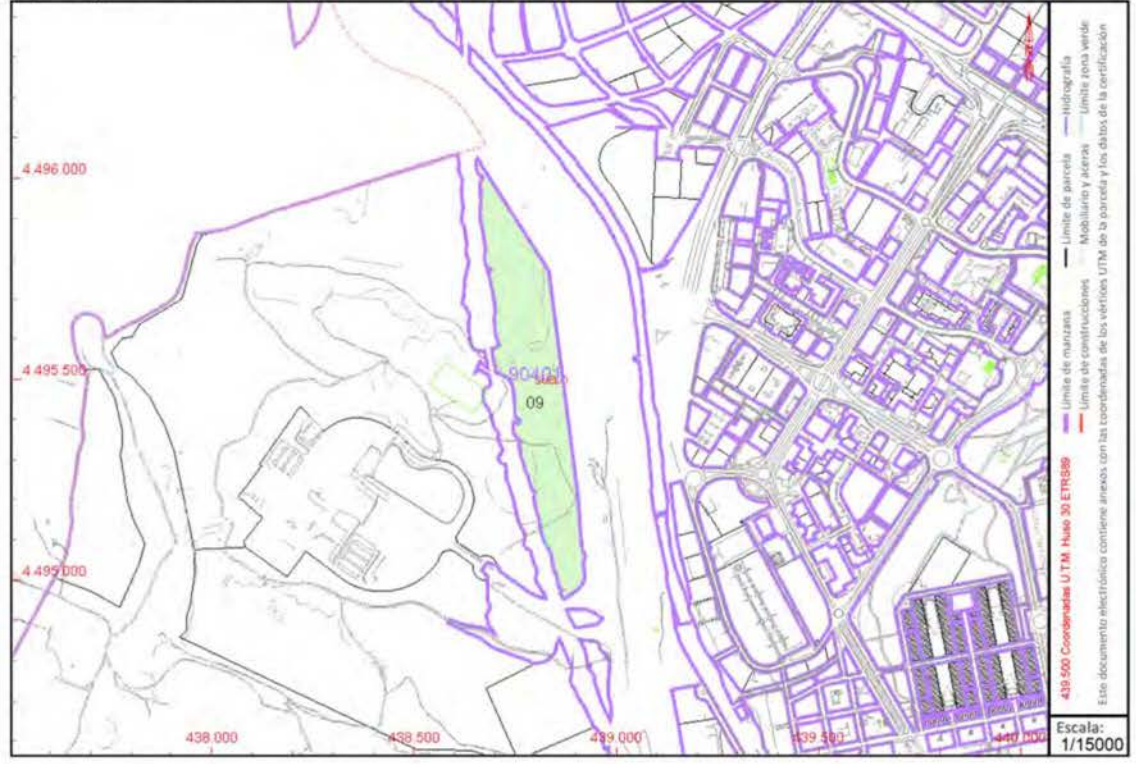 4 496 000
4 495 500
4 495 000
438 000
438 500
439 000
439 500
440 000
90401
SUELO
09
439.500 Coordenadas U.T.M. Huso 30 ETRS89
Límite de manzana
Límite de parcela
Hidrografía
Límite de construcciones
Mobiliario y aceras
Límite zona verde
Este documento electrónico contiene anexos con las coordenadas de los vértices UTM de la parcela y los datos de la certificación
Escala:
1/15000